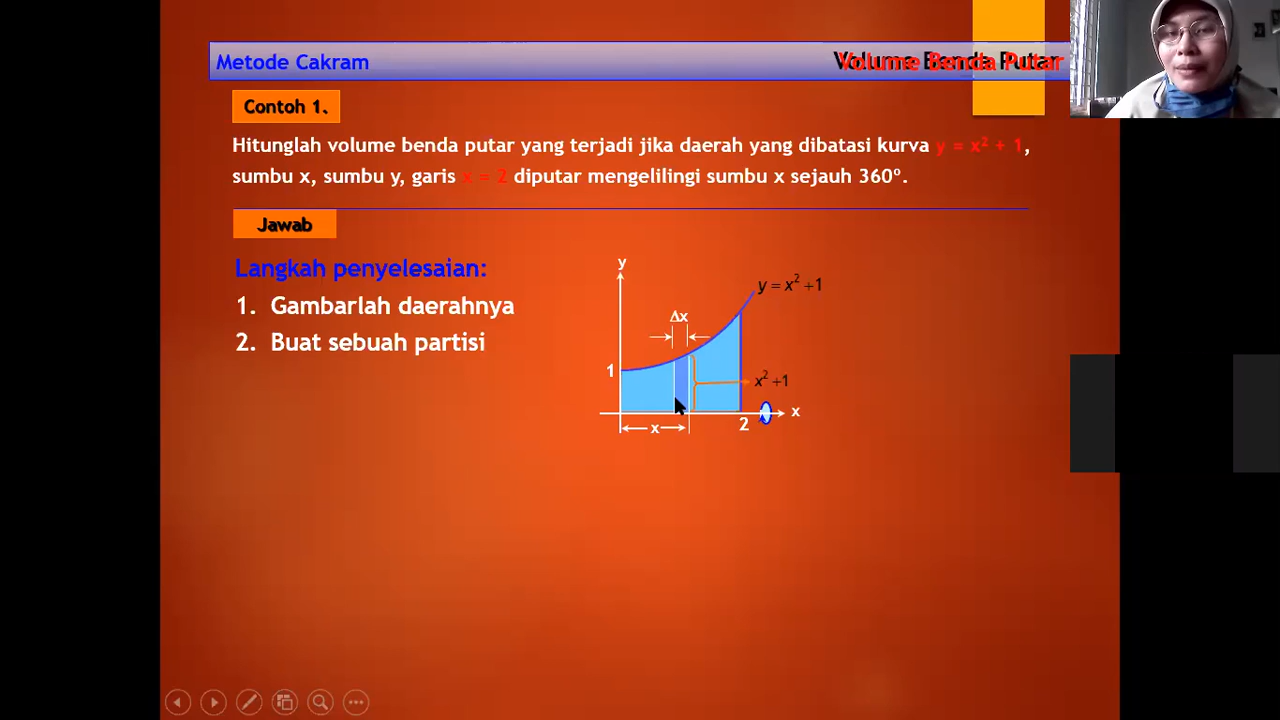 Metode Cakram
Volume Benda Putar
Contoh 1.
Hitunglah volume benda putar yang terjadi jika daerah yang dibatasi kurva y = x² + 1,
sumbu x, sumbu y, garis x = 2 diputar mengelilingi sumbu x sejauh 360º.
Jawab
Langkah penyelesaian:
1. Gambarlah daerahnya
2. Buat sebuah partisi
y
y = x² +1
Δx
1
x² +1
x
x
2